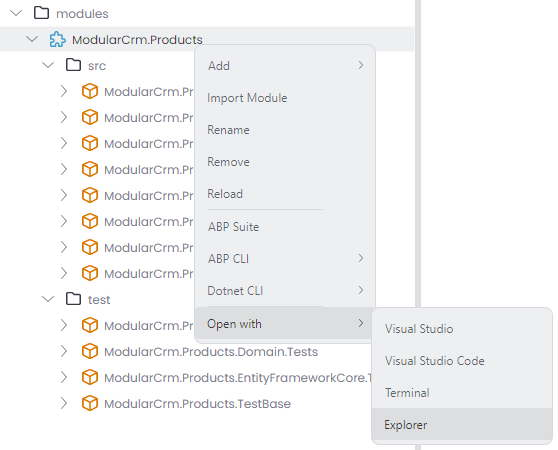 modules
ModularCrm.Products
src
ModularCrm.Pr
ModularCrm.Pr
ModularCrm.Pr
ModularCrm.Pr
ModularCrm.Pr
ModularCrm.Pr
ModularCrm.Pr
ModularCrm.Pr
test
ModularCrm.Pr
ModularCrm.Products.Domain.Tests
ModularCrm.Products.EntityFrameworkCore.T
ModularCrm.Products.TestBase
Add
Import Module
Rename
Remove
Reload
ABP Suite
ABP CLI
Dotnet CLI
Open with
Visual Studio
Visual Studio Code
Terminal
Explorer